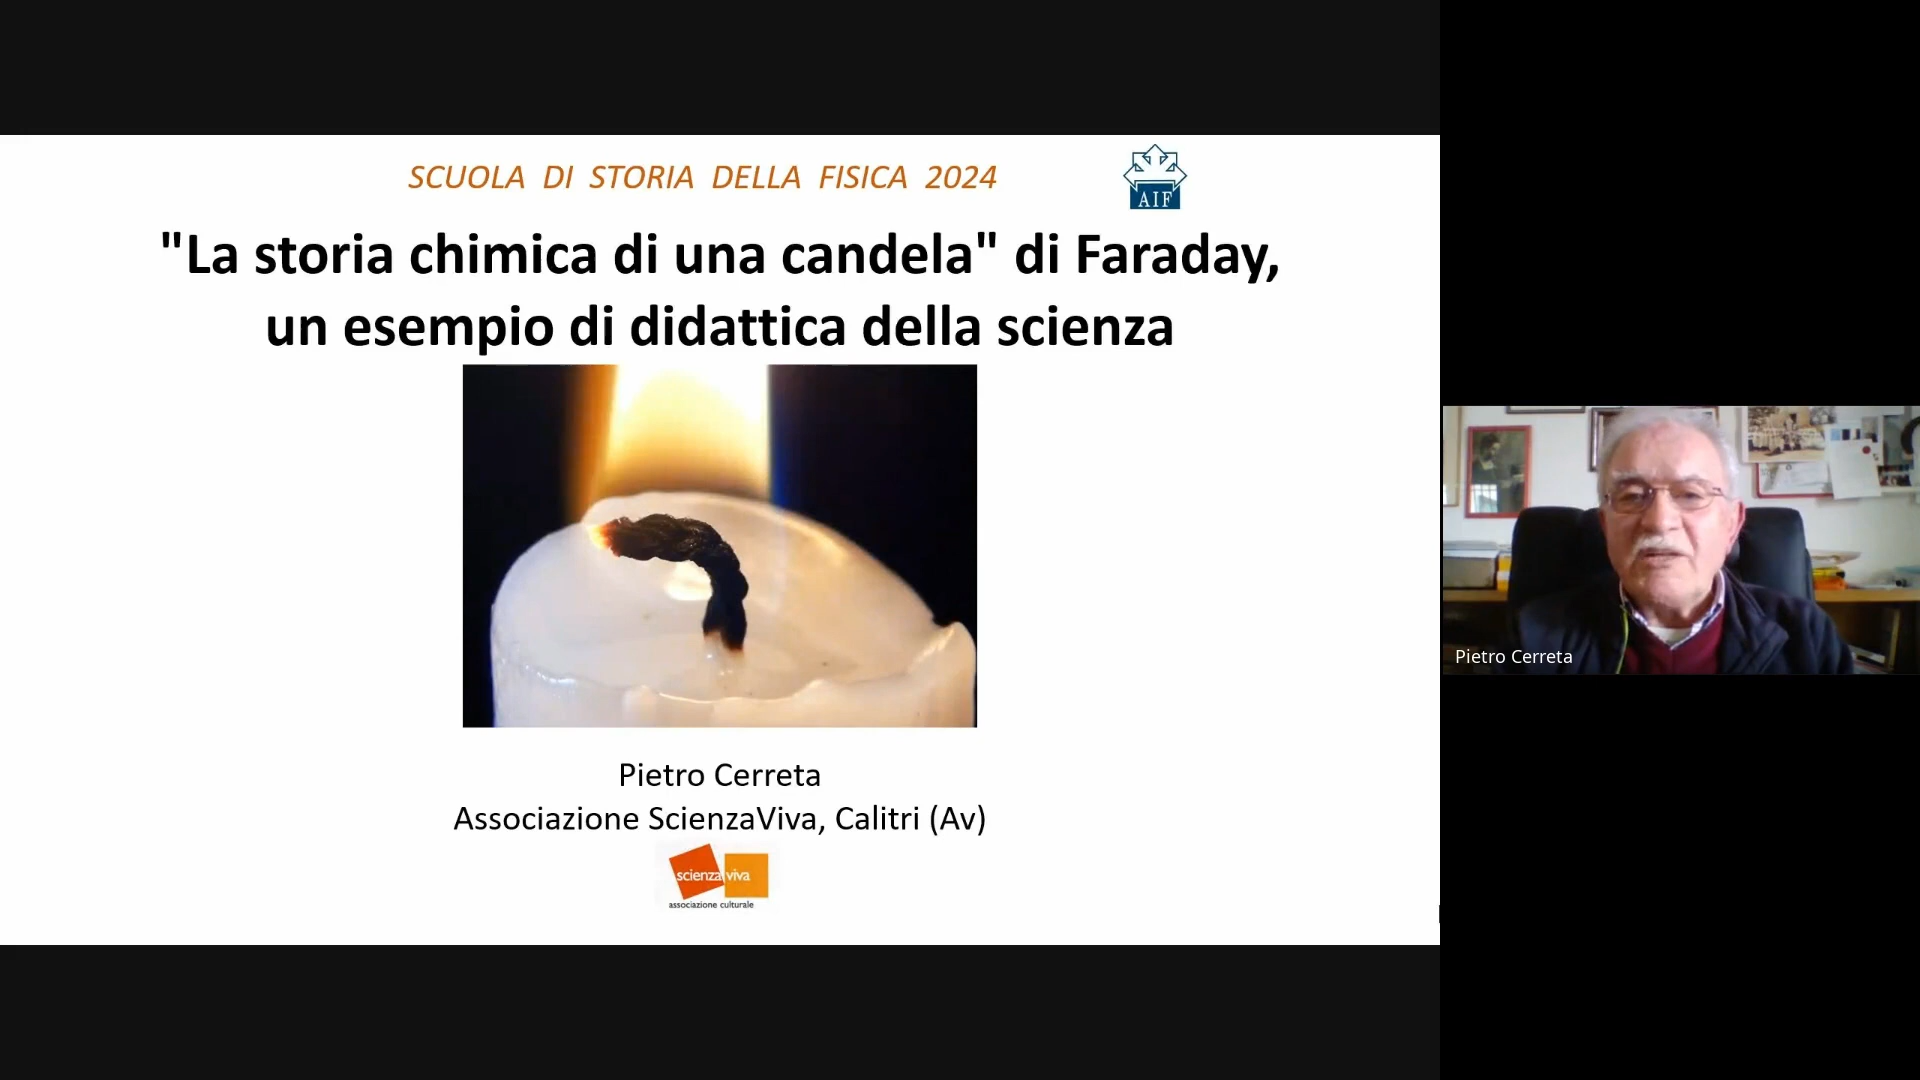 SCUOLA DI STORIA DELLA FISICA 2024
AIF
"La storia chimica di una candela" di Faraday,
un esempio di didattica della scienza
Pietro Cerreta
Associazione ScienzaViva, Calitri (Av)
scienza viva
associazione culturale
Pietro Cerreta